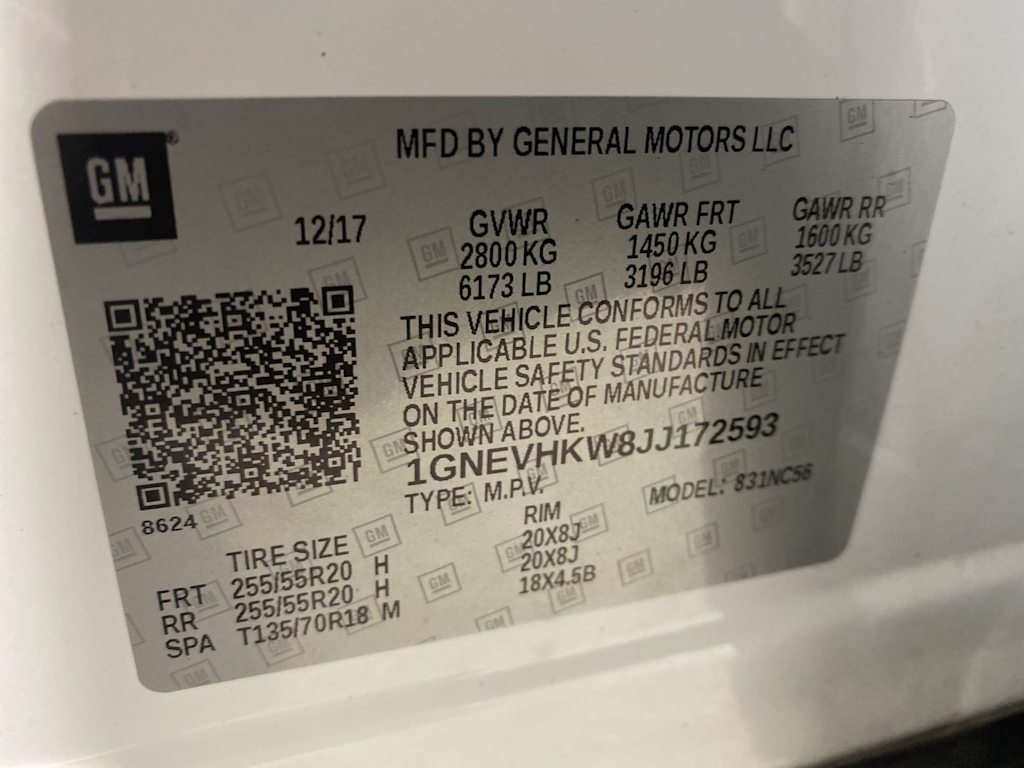 GM®
MFD BY GENERAL MOTORS LLC
12/17
GVWR
2800 KG
6173 LB
GAWR FRT
1450 KG
3196 LB
GAWR RR
1600 KG
3527 LB
THIS VEHICLE CONFORMS TO ALL
APPLICABLE U.S. FEDERAL MOTOR
VEHICLE SAFETY STANDARDS IN EFFECT
ON THE DATE OF MANUFACTURE
SHOWN ABOVE.
1GNEVHKW8JJ172593
TYPE: M.P.V. MODEL: 831NC56
8624
TIRE SIZE RIM
FRT 255/55R20 H 20X8J
RR 255/55R20 H 20X8J
SPA T135/70R18 M 18X4.5B